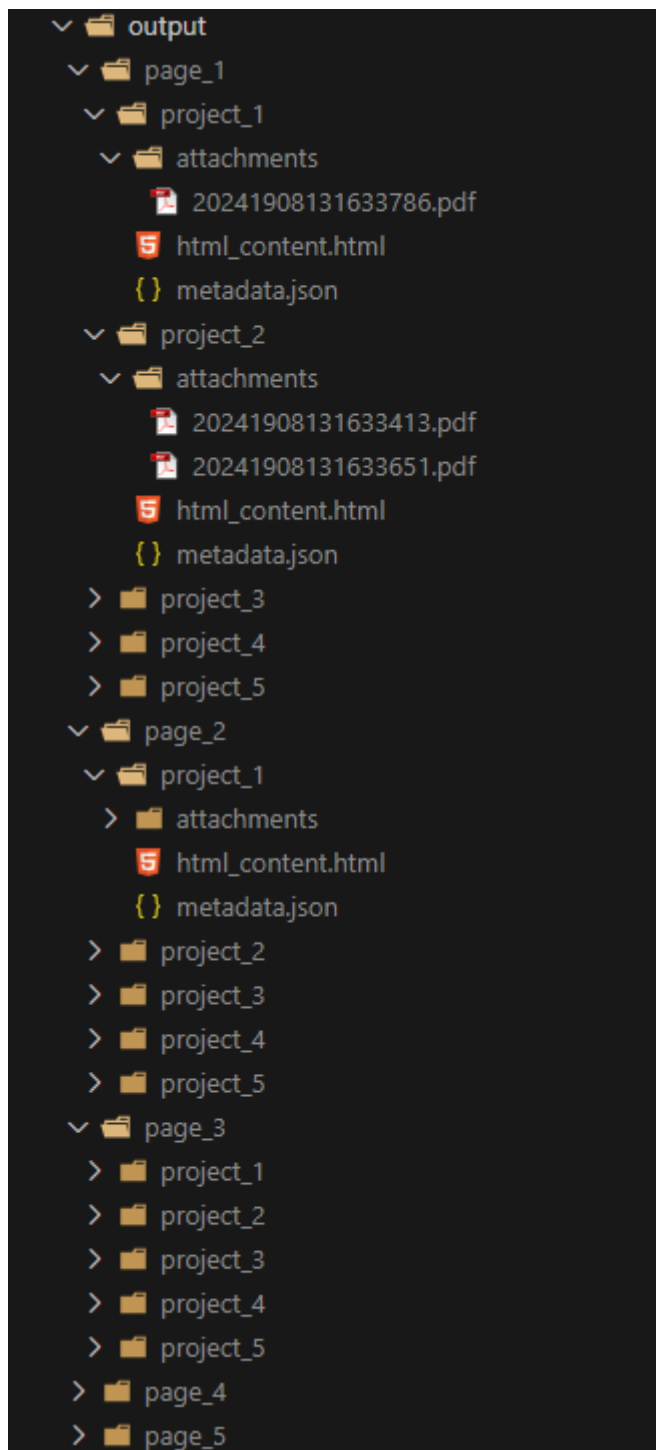 output
page_1
project_1
attachments
20241908131633786.pdf
html_content.html
metadata.json
project_2
attachments
20241908131633413.pdf
20241908131633651.pdf
html_content.html
metadata.json
project_3
project_4
project_5
page_2
project_1
attachments
html_content.html
metadata.json
project_2
project_3
project_4
project_5
page_3
project_1
project_2
project_3
project_4
project_5
page_4
page_5